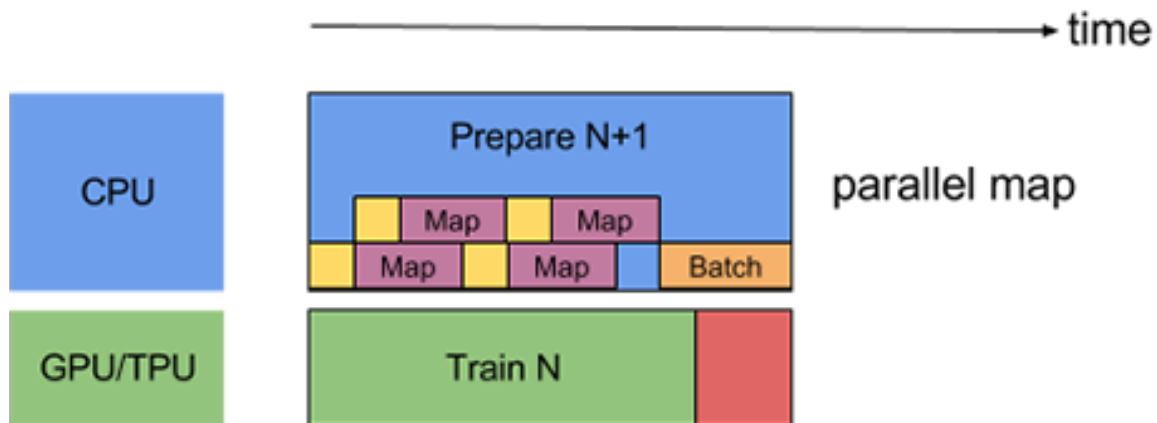 time
CPU
Prepare N+1
parallel map
Map Map
Map Map Batch
GPU/TPU
Train N